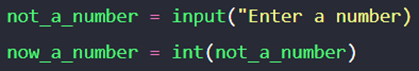 not_a_number = input("Enter a number)
now_a_number = int(not_a_number)